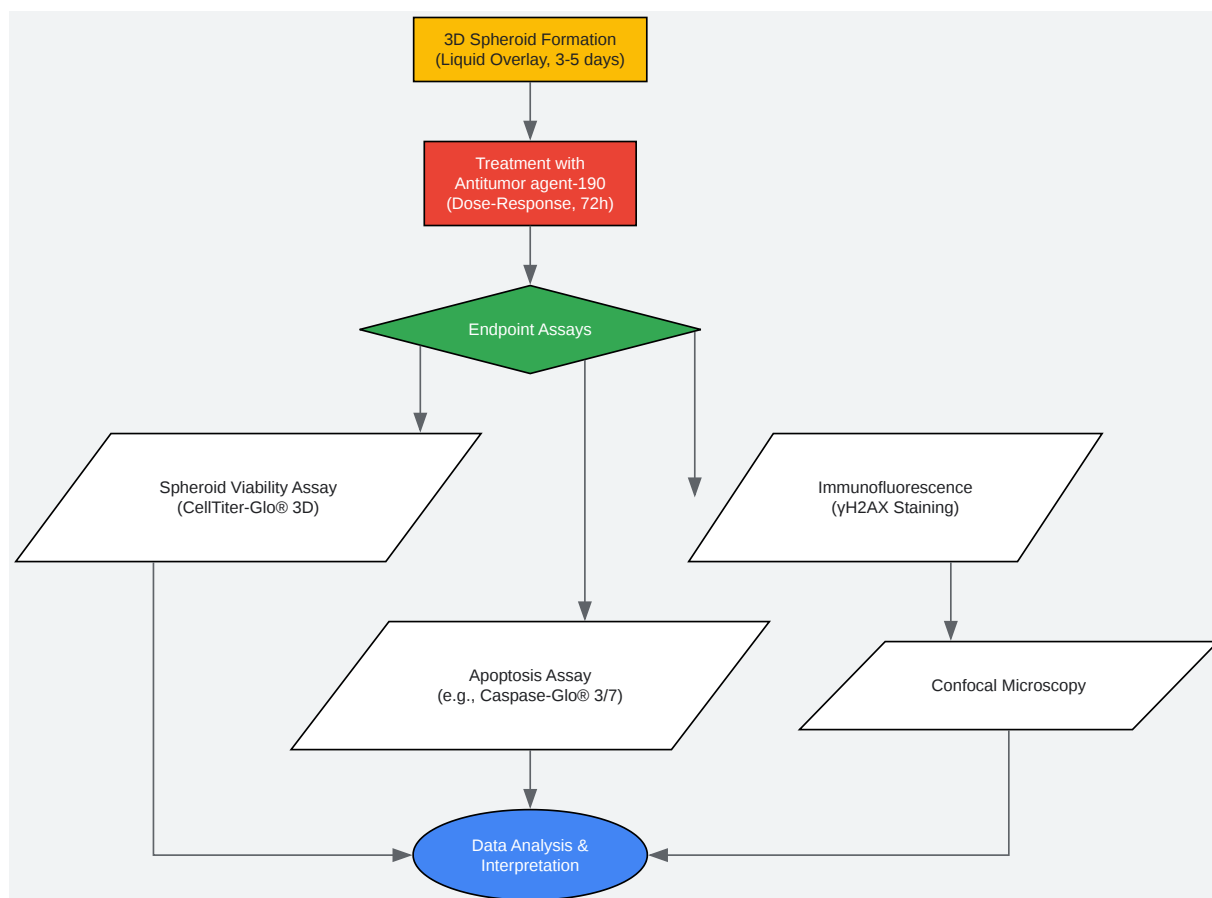 3D Spheroid Formation
(Liquid Overlay, 3-5 days)
Treatment with
Antitumor agent-190
(Dose-Response, 72h)
Endpoint Assays
Spheroid Viability Assay
(CellTiter-Glo® 3D)
Immunofluorescence
(γH2AX Staining)
Apoptosis Assay
(e.g., Caspase-Glo® 3/7)
Confocal Microscopy
Data Analysis &
Interpretation